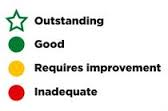 Outstanding
Good
Requires improvement
Inadequate